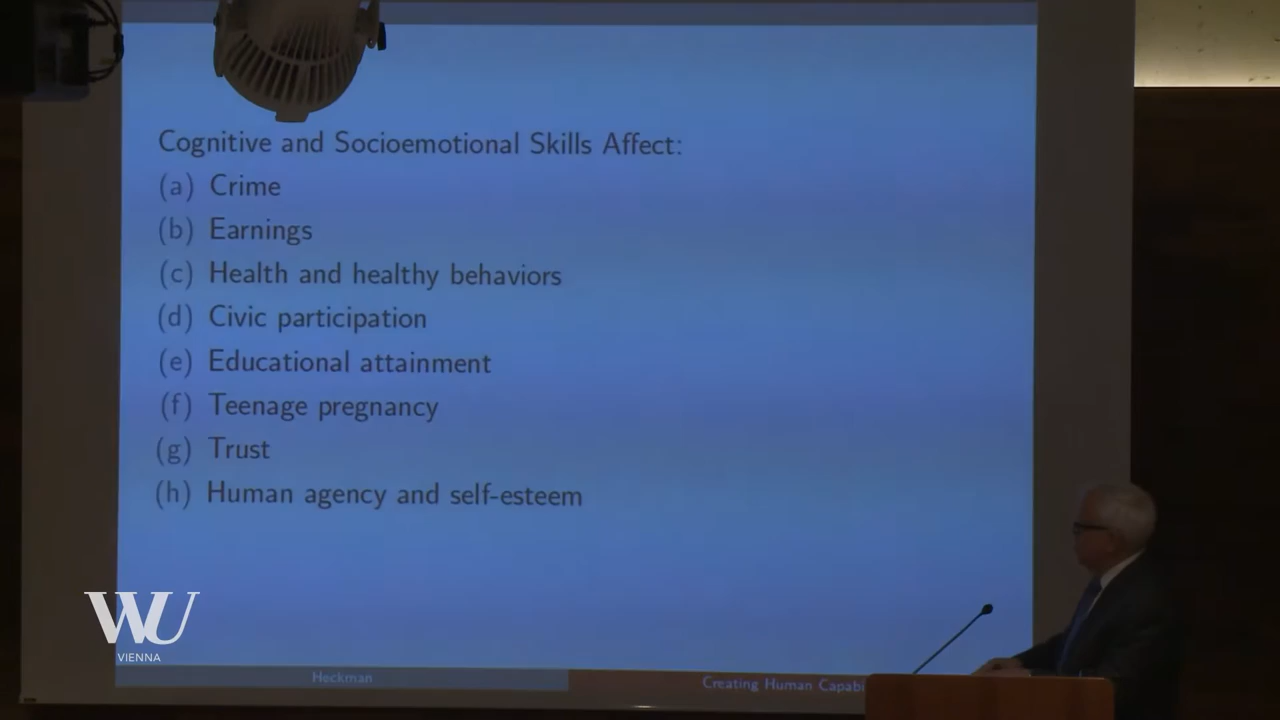 Cognitive and Socioemotional Skills Affect:
(a) Crime
(b) Earnings
(c) Health and healthy behaviors
(d) Civic participation
(e) Educational attainment
(f) Teenage pregnancy
(g) Trust
(h) Human agency and self-esteem
WU
VIENNA
Heckman
Creating Human Capabi